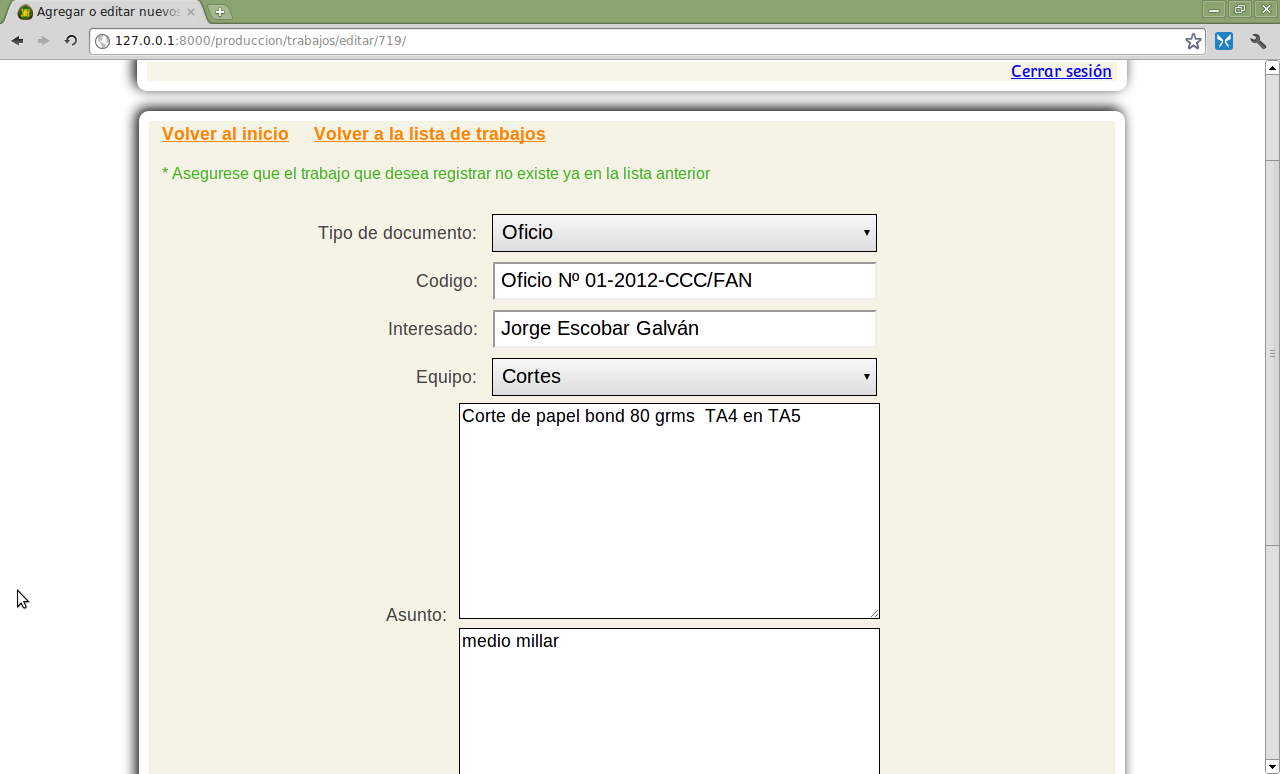 Agregar o editar nuevos
127.0.0.1:8000/produccion/trabajos/editar/719/
Cerrar sesión
Volver al inicio Volver a la lista de trabajos
* Asegurese que el trabajo que desea registrar no existe ya en la lista anterior
Tipo de documento: Oficio
Codigo: Oficio Nº 01-2012-CCC/FAN
Interesado: Jorge Escobar Galván
Equipo: Cortes
Corte de papel bond 80 grms  TA4 en TA5
Asunto:
medio millar